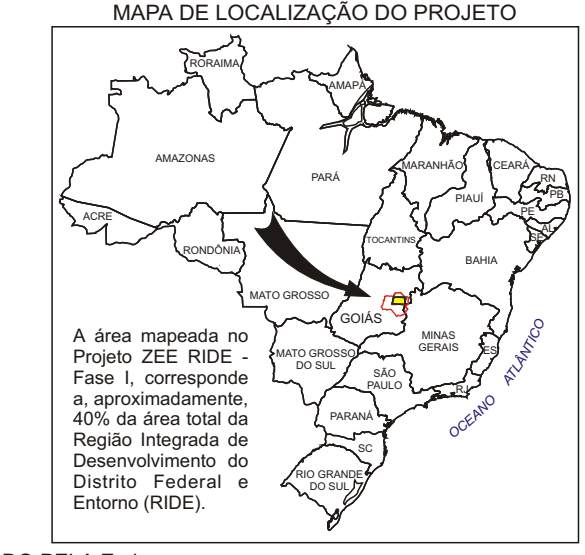 MAPA DE LOCALIZAÇÃO DO PROJETO
RORAIMA
AMAPÁ
AMAZONAS
PARÁ
MARANHÃO
CEARÁ
RN
PB
PIAUÍ
PE
AL
SE
ACRE
TOCANTINS
RONDÔNIA
BAHIA
MATO GROSSO
GOIÁS
MINAS
GERAIS
ES
MATO GROSSO
DO SUL
SÃO
PAULO
RJ
OCEANO ATLÂNTICO
PARANÁ
SC
RIO GRANDE
DO SUL
A área mapeada no
Projeto ZEE RIDE -
Fase I, corresponde
a, aproximadamente,
40% da área total da
Região Integrada de
Desenvolvimento do
Distrito Federal e
Entorno (RIDE).